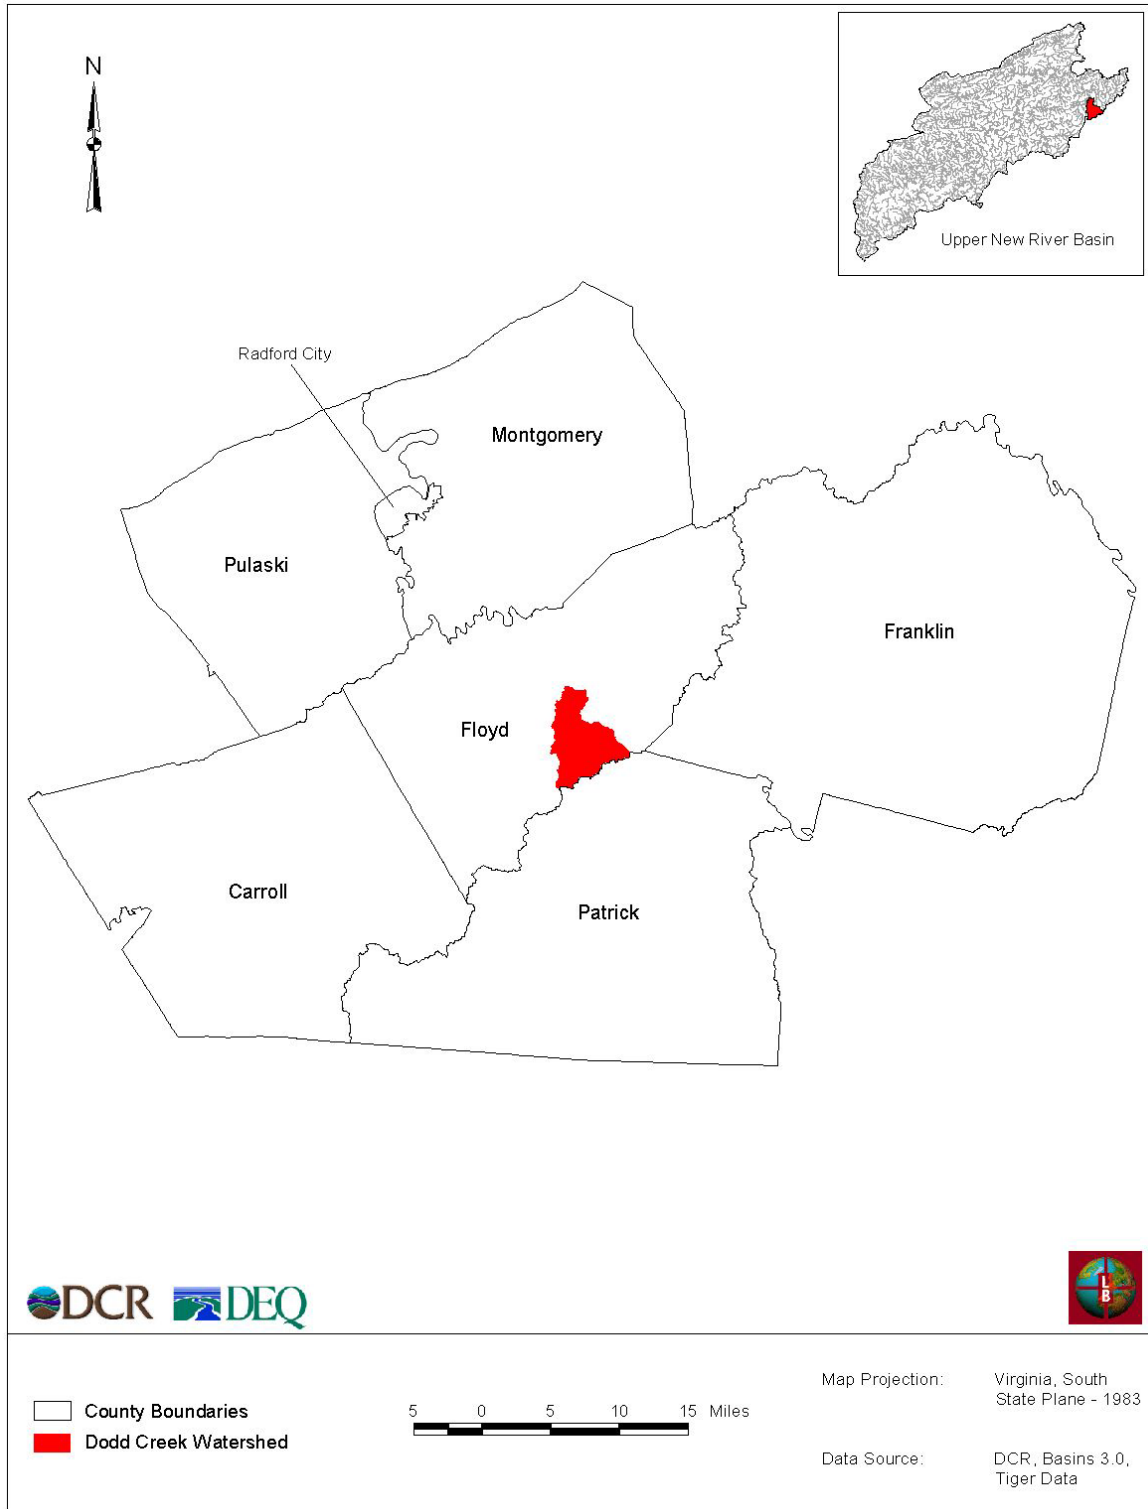 N
Upper New River Basin
Radford City
Montgomery
Pulaski
Franklin
Floyd
Carroll
Patrick
DCR
DEQ
L
B
County Boundaries
Dodd Creek Watershed
5 0 5 10 15 Miles
Map Projection: Virginia, South
State Plane - 1983
Data Source: DCR, Basins 3.0,
Tiger Data